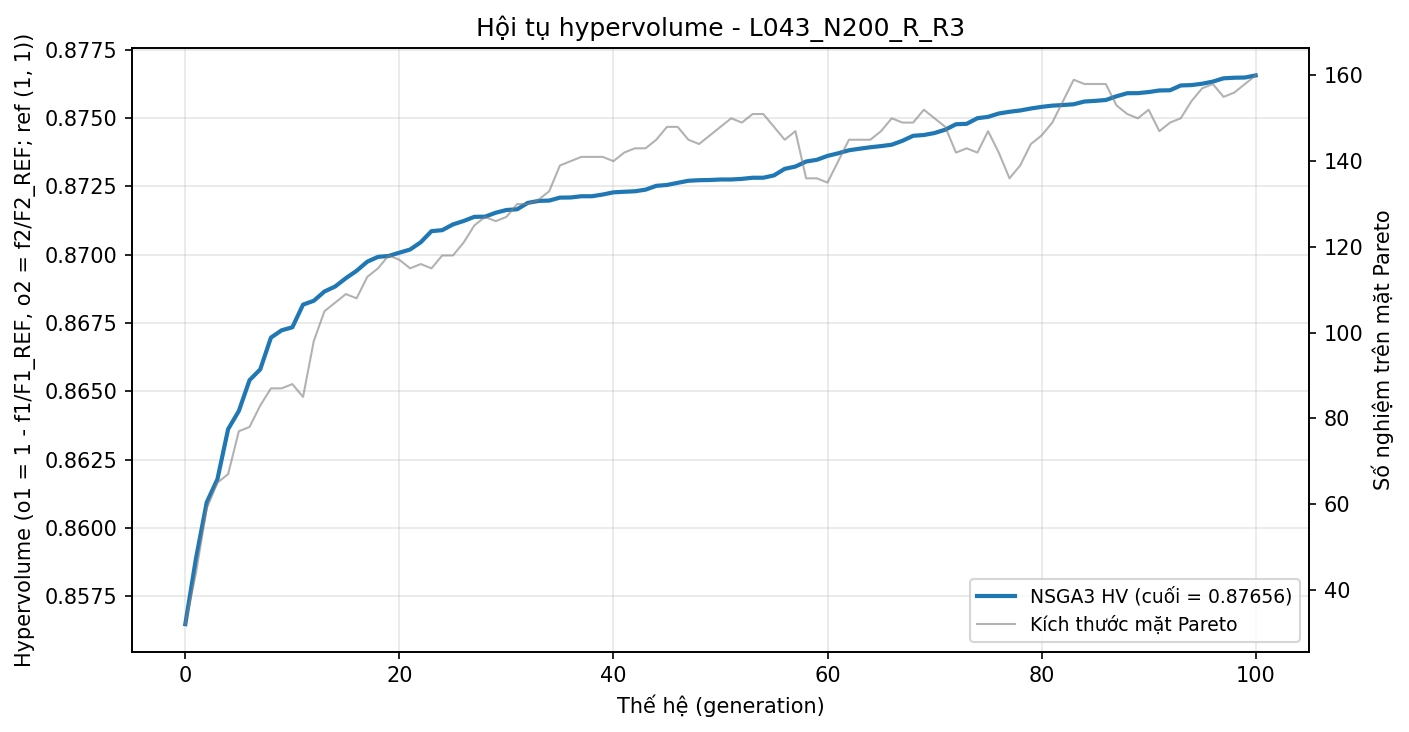 Hội tụ hypervolume - L043_N200_R_R3
Hypervolume (o1 = 1 - f1/F1_REF, o2 = f2/F2_REF; ref (1, 1))
0.8775
0.8750
0.8725
0.8700
0.8675
0.8650
0.8625
0.8600
0.8575
160
140
120
100
80
60
40
Số nghiệm trên mặt Pareto
NSGA3 HV (cuối = 0.87656)
Kích thước mặt Pareto
0 20 40 60 80 100
Thế hệ (generation)